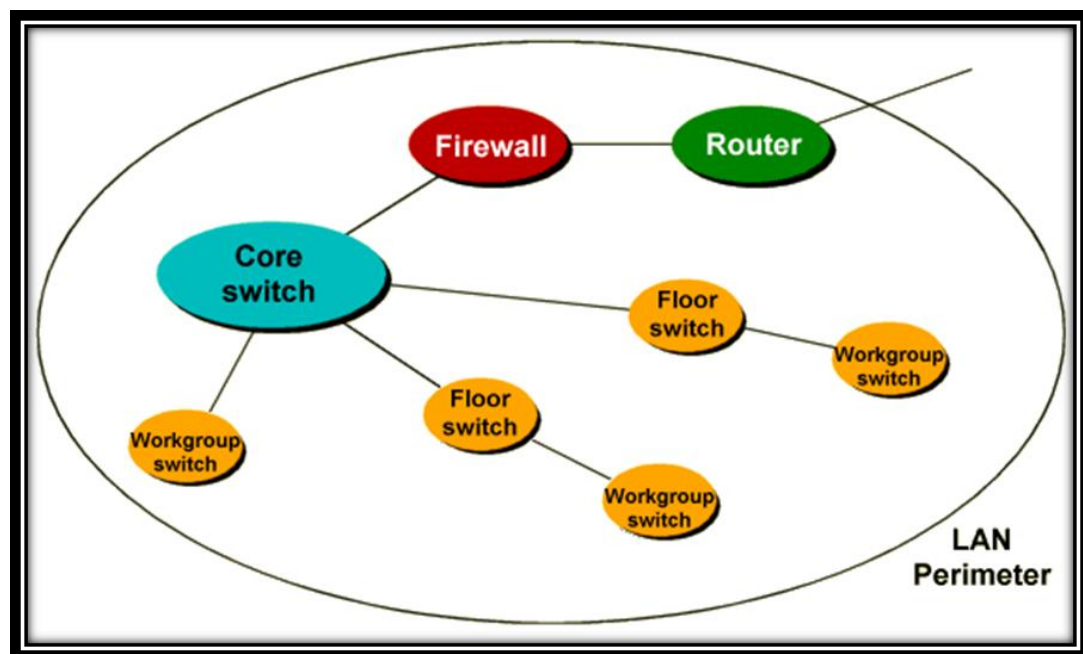 Firewall
Router
Core
switch
Floor
switch
Workgroup
switch
Floor
switch
Workgroup
switch
Workgroup
switch
LAN
Perimeter